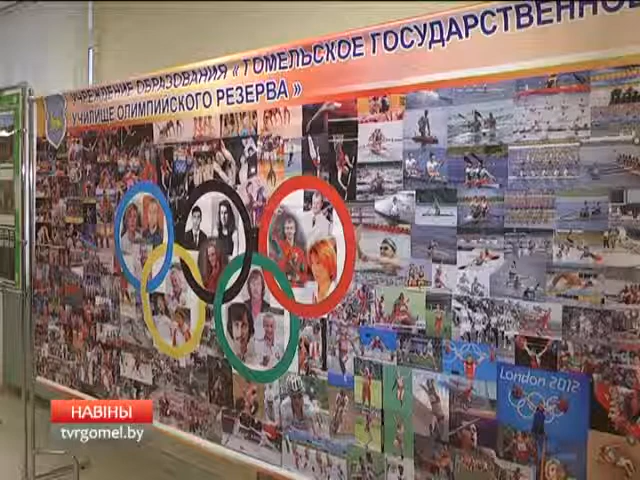 УЧРЕЖДЕНИЕ ОБРАЗОВАНИЯ « ГОМЕЛЬСКОЕ ГОСУДАРСТВЕННОЕ
УЧИЛИЩЕ ОЛИМПИЙСКОГО РЕЗЕРВА »
London 2012
НАВІНЫ
tvrgomel.by